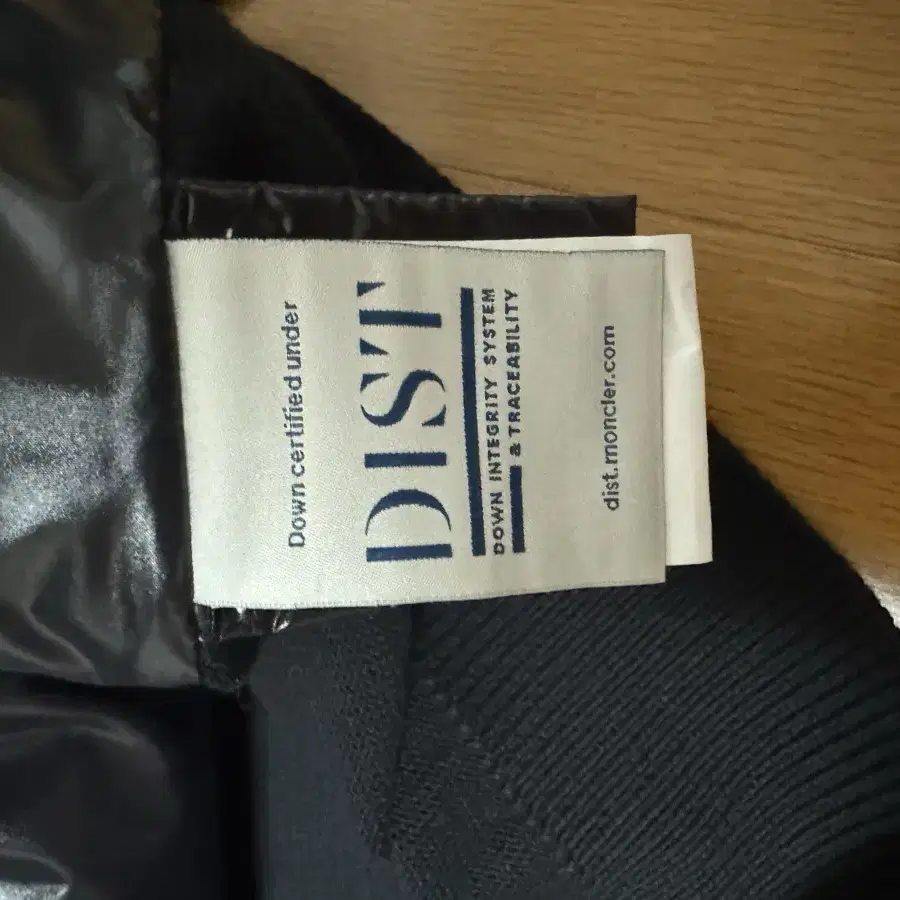 Down certified under
DIST
DOWN INTEGRITY SYSTEM
& TRACEABILITY
dist.moncler.com